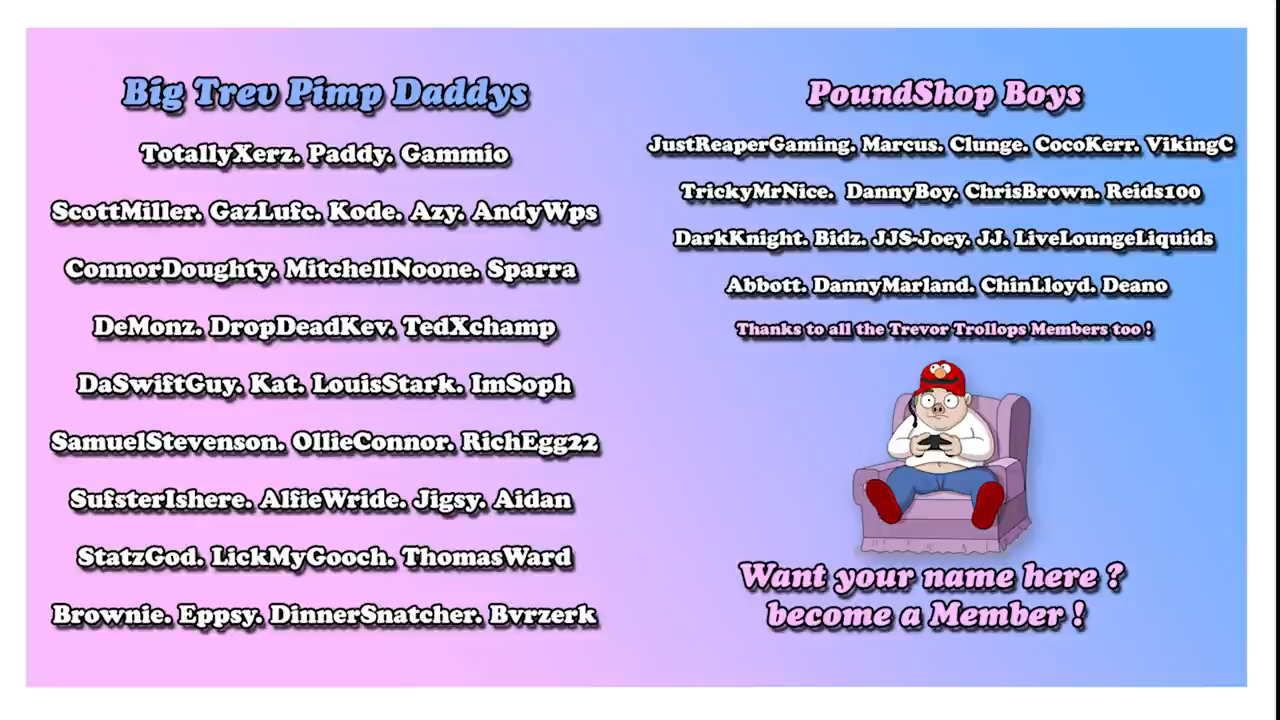 Big Trev Pimp Daddys
TotallyXerz. Paddy. Gammio
ScottMiller. GazLufc. Kode. Azy. AndyWps
ConnorDoughty. MitchellNoone. Sparra
DeMonz. DropDeadKev. TedXchamp
DaSwiftGuy. Kat. LouisStark. ImSoph
SamuelStevenson. OllieConnor. RichEgg22
SufsterIshere. AlfieWride. Jigsy. Aidan
StatzGod. LickMyGooch. ThomasWard
Brownie. Eppsy. DinnerSnatcher. Bvrzerk
PoundShop Boys
JustReaperGaming. Marcus. Clunge. CocoKerr. VikingC
TrickyMrNice. DannyBoy. ChrisBrown. Reids100
DarkKnight. Bidz. JJS-Joey. JJ. LiveLoungeLiquids
Abbott. DannyMarland. ChinLloyd. Deano
Thanks to all the Trevor Trollops Members too !
Want your name here ?
become a Member !